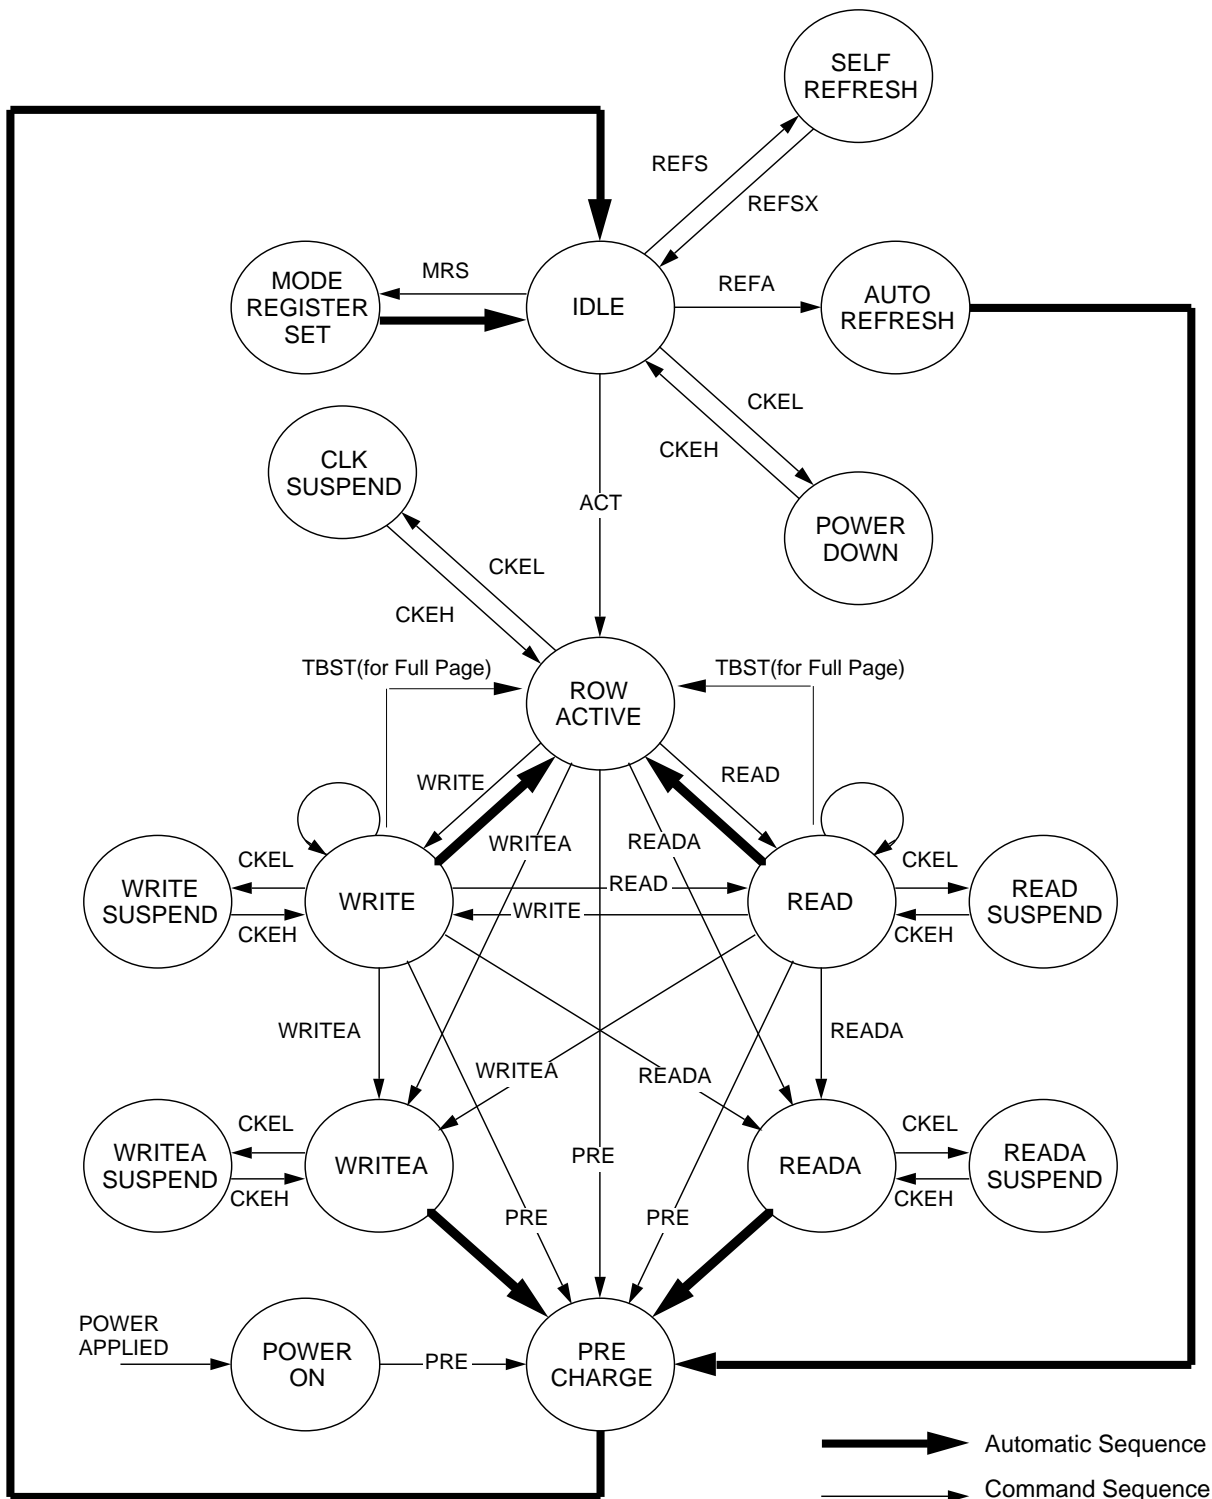 SELF
REFRESH
REFS
REFSX
MODE
REGISTER
SET
MRS
IDLE
REFA
AUTO
REFRESH
CKEL
CKEH
CLK
SUSPEND
ACT
POWER
DOWN
CKEL
CKEH
TBST(for Full Page)
TBST(for Full Page)
ROW
ACTIVE
WRITE
READ
WRITEA
READA
CKEL
CKEL
WRITE
SUSPEND
WRITE
READ
WRITE
READ
READ
SUSPEND
CKEH
CKEH
WRITEA
READA
WRITEA
READA
CKEL
CKEL
WRITEA
SUSPEND
WRITEA
PRE
READA
READA
SUSPEND
CKEH
CKEH
PRE
PRE
POWER
APPLIED
POWER
ON
PRE
PRE
CHARGE
Automatic Sequence
Command Sequence